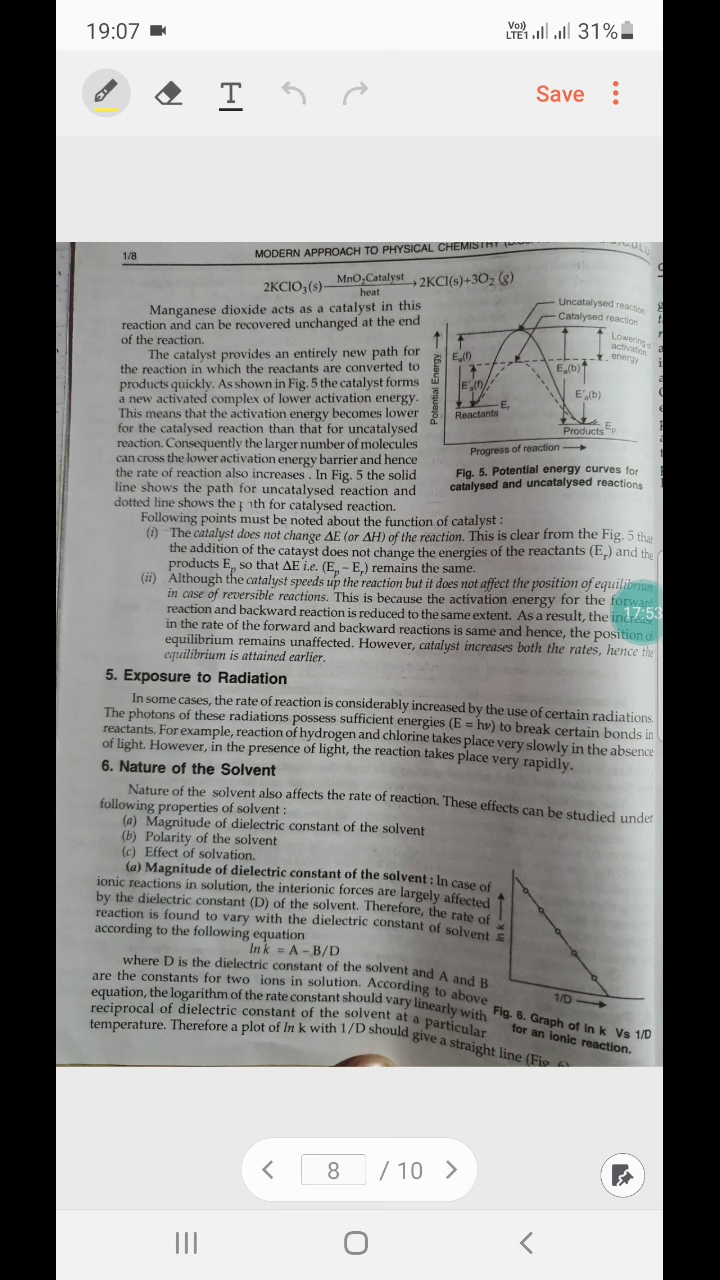 19:07
Vo)) LTE1 31%
T Save
1/8 MODERN APPROACH TO PHYSICAL CHEMISTRY
2KClO₃(s) MnO₂Catalyst heat → 2KCl(s)+3O₂ (g)
Manganese dioxide acts as a catalyst in this
reaction and can be recovered unchanged at the end
of the reaction.
The catalyst provides an entirely new path for
the reaction in which the reactants are converted to
products quickly. As shown in Fig. 5 the catalyst forms
a new activated complex of lower activation energy.
This means that the activation energy becomes lower
for the catalysed reaction than that for uncatalysed
reaction. Consequently the larger number of molecules
can cross the lower activation energy barrier and hence
the rate of reaction also increases . In Fig. 5 the solid
line shows the path for uncatalysed reaction and
dotted line shows the for catalysed reaction.
Uncatalysed reaction
Catalysed reaction
Lowering
activation
energy
Potential Energy
Eₐ(f)
E'ₐ(f)
Eₐ(b)
E'ₐ(b)
Eᵣ
Reactants
Products Eₚ
Progress of reaction →
Fig. 5. Potential energy curves for
catalysed and uncatalysed reactions
Following points must be noted about the function of catalyst :
(i) The catalyst does not change ΔE (or ΔH) of the reaction. This is clear from the Fig. 5 that
the addition of the catayst does not change the energies of the reactants (Eᵣ) and the
products Eₚ so that ΔE i.e. (Eₚ – Eᵣ) remains the same.
(ii) Although the catalyst speeds up the reaction but it does not affect the position of equilibrium
in case of reversible reactions. This is because the activation energy for the forward
reaction and backward reaction is reduced to the same extent. As a result, the increase
in the rate of the forward and backward reactions is same and hence, the position of
equilibrium remains unaffected. However, catalyst increases both the rates, hence the
equilibrium is attained earlier.
17:53
5. Exposure to Radiation
In some cases, the rate of reaction is considerably increased by the use of certain radiations.
The photons of these radiations possess sufficient energies (E = hν) to break certain bonds in
reactants. For example, reaction of hydrogen and chlorine takes place very slowly in the absence
of light. However, in the presence of light, the reaction takes place very rapidly.
6. Nature of the Solvent
Nature of the solvent also affects the rate of reaction. These effects can be studied under
following properties of solvent :
(a) Magnitude of dielectric constant of the solvent
(b) Polarity of the solvent
(c) Effect of solvation.
(a) Magnitude of dielectric constant of the solvent : In case of
ionic reactions in solution, the interionic forces are largely affected
by the dielectric constant (D) of the solvent. Therefore, the rate of
reaction is found to vary with the dielectric constant of solvent
according to the following equation
ln k = A – B/D
where D is the dielectric constant of the solvent and A and B
are the constants for two ions in solution. According to above
equation, the logarithm of the rate constant should vary linearly with
reciprocal of dielectric constant of the solvent at a particular
temperature. Therefore a plot of ln k with 1/D should give a straight line (Fig. 6)
ln k →
1/D →
Fig. 6. Graph of ln k Vs 1/D
for an ionic reaction.
8 / 10